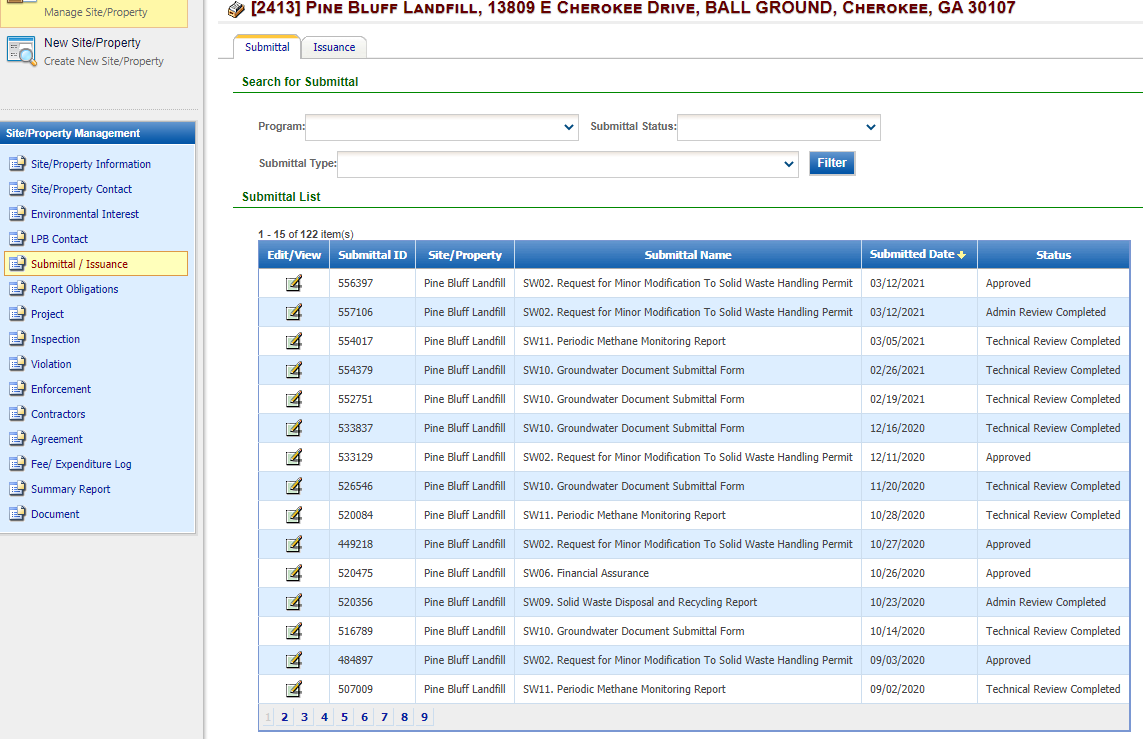 Manage Site/Property
New Site/Property
Create New Site/Property
Site/Property Management
Site/Property Information
Site/Property Contact
Environmental Interest
LPB Contact
Submittal / Issuance
Report Obligations
Project
Inspection
Violation
Enforcement
Contractors
Agreement
Fee/ Expenditure Log
Summary Report
Document
[2413] Pine Bluff Landfill, 13809 E Cherokee Drive, BALL GROUND, Cherokee, GA 30107
Submittal Issuance
Search for Submittal
Program: Submittal Status:
Submittal Type: Filter
Submittal List
1 - 15 of 122 item(s)
Edit/View Submittal ID Site/Property Submittal Name Submitted Date Status
556397 Pine Bluff Landfill SW02. Request for Minor Modification To Solid Waste Handling Permit 03/12/2021 Approved
557106 Pine Bluff Landfill SW02. Request for Minor Modification To Solid Waste Handling Permit 03/12/2021 Admin Review Completed
554017 Pine Bluff Landfill SW11. Periodic Methane Monitoring Report 03/05/2021 Technical Review Completed
554379 Pine Bluff Landfill SW10. Groundwater Document Submittal Form 02/26/2021 Technical Review Completed
552751 Pine Bluff Landfill SW10. Groundwater Document Submittal Form 02/19/2021 Technical Review Completed
533837 Pine Bluff Landfill SW10. Groundwater Document Submittal Form 12/16/2020 Technical Review Completed
533129 Pine Bluff Landfill SW02. Request for Minor Modification To Solid Waste Handling Permit 12/11/2020 Approved
526546 Pine Bluff Landfill SW10. Groundwater Document Submittal Form 11/20/2020 Technical Review Completed
520084 Pine Bluff Landfill SW11. Periodic Methane Monitoring Report 10/28/2020 Technical Review Completed
449218 Pine Bluff Landfill SW02. Request for Minor Modification To Solid Waste Handling Permit 10/27/2020 Approved
520475 Pine Bluff Landfill SW06. Financial Assurance 10/26/2020 Approved
520356 Pine Bluff Landfill SW09. Solid Waste Disposal and Recycling Report 10/23/2020 Admin Review Completed
516789 Pine Bluff Landfill SW10. Groundwater Document Submittal Form 10/14/2020 Technical Review Completed
484897 Pine Bluff Landfill SW02. Request for Minor Modification To Solid Waste Handling Permit 09/03/2020 Approved
507009 Pine Bluff Landfill SW11. Periodic Methane Monitoring Report 09/02/2020 Technical Review Completed
1 2 3 4 5 6 7 8 9